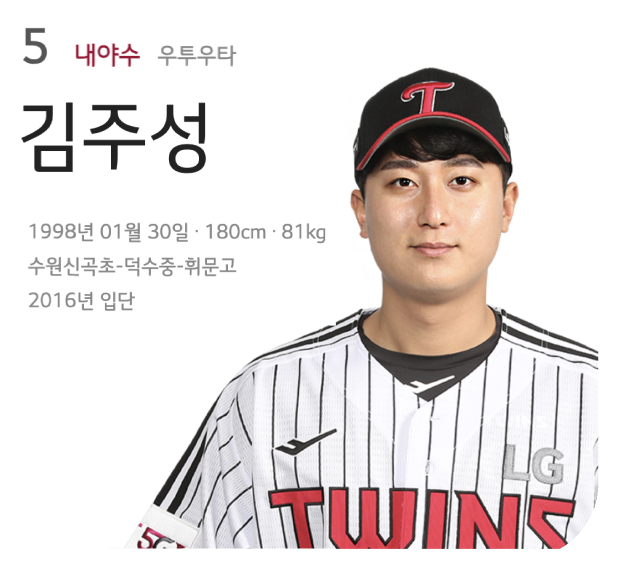 5 내야수 우투우타
김주성
1998년 01월 30일 · 180cm · 81kg
수원신곡초-덕수중-휘문고
2016년 입단
T
LG
TWINS